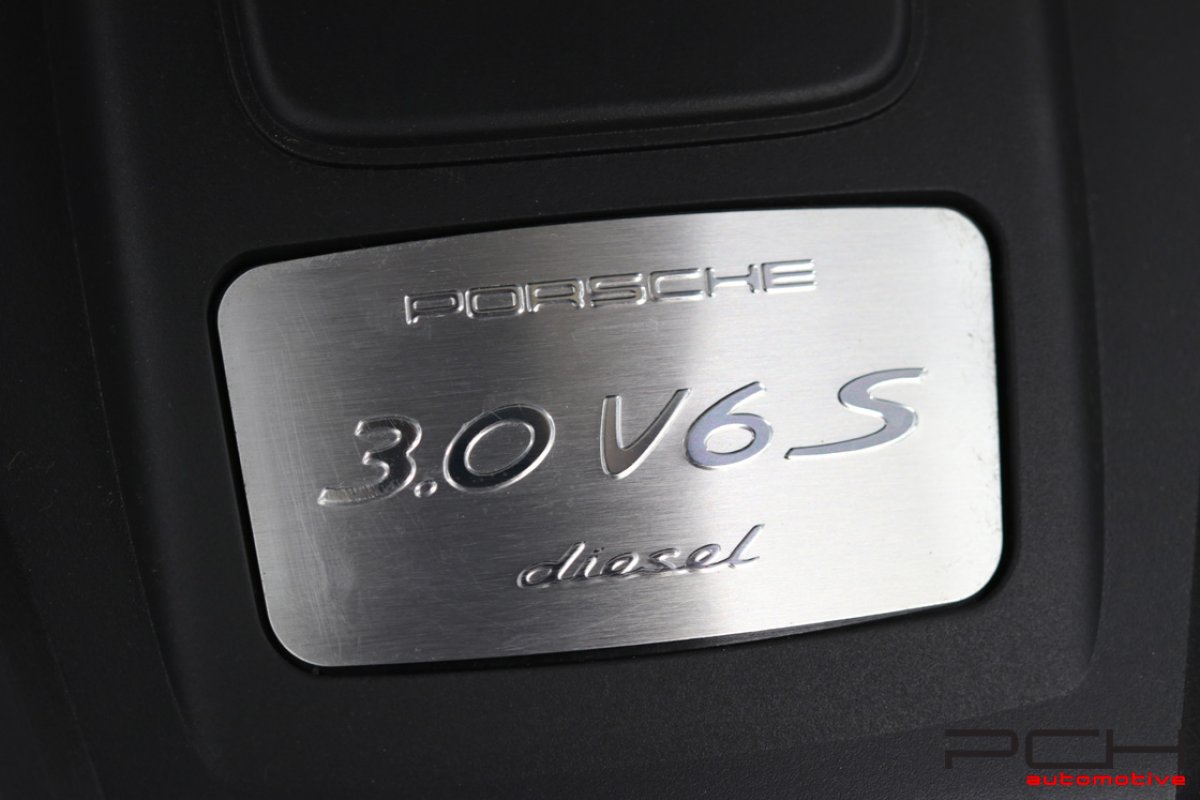 PORSCHE
3.0 V6 S
diesel
PCH
automotive